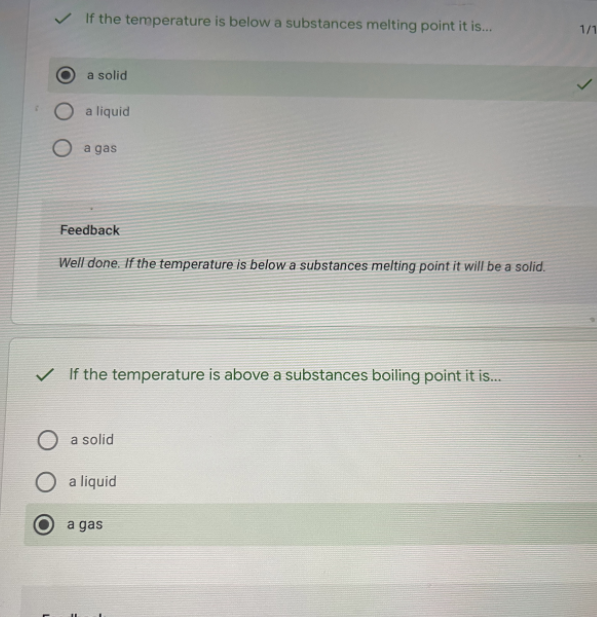 If the temperature is below a substances melting point it is...
1/1
a solid
a liquid
a gas
Feedback
Well done. If the temperature is below a substances melting point it will be a solid.
If the temperature is above a substances boiling point it is...
a solid
a liquid
a gas